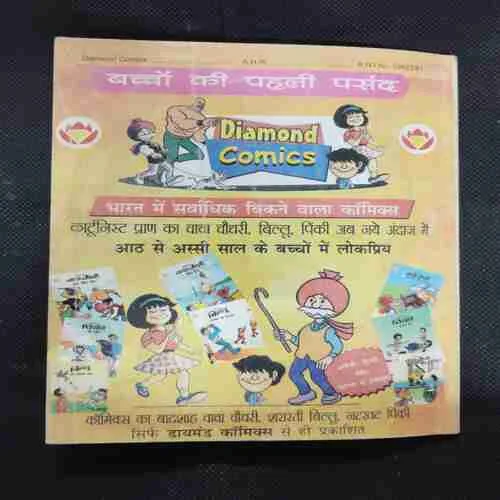 Diamond Comics
बच्चों की पहली पसंद
Diamond
Comics
भारत में सर्वाधिक बिकने वाला कॉमिक्स
कार्टूनिस्ट प्राण का चाचा चौधरी, बिल्लू, पिंकी अब नये अंदाज में
आठ से अस्सी साल के बच्चों में लोकप्रिय
बिल्लू
बिल्लू
पिंकी
कॉमिक्स का बादशाह चाचा चौधरी, शरारती बिल्लू, नटखट पिंकी
सिर्फ डायमंड कॉमिक्स से ही प्रकाशित